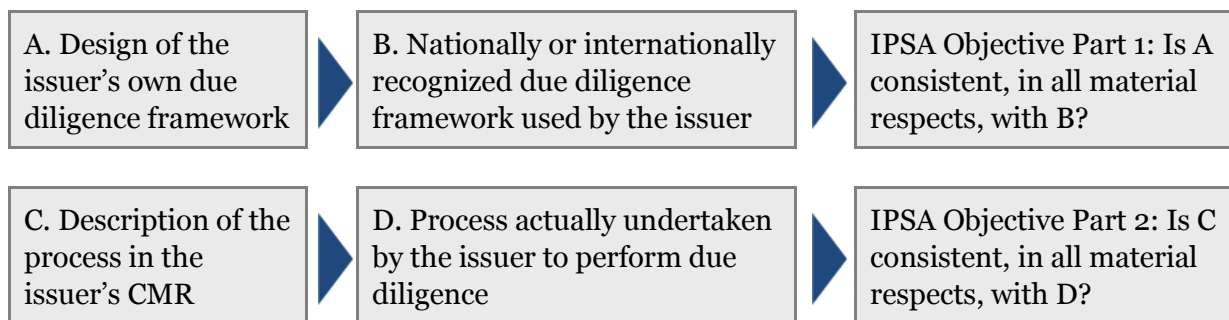 A. Design of the
issuer’s own due
diligence framework
B. Nationally or internationally
recognized due diligence
framework used by the issuer
IPSA Objective Part 1: Is A
consistent, in all material
respects, with B?
C. Description of the
process in the
issuer’s CMR
D. Process actually undertaken
by the issuer to perform due
diligence
IPSA Objective Part 2: Is C
consistent, in all material
respects, with D?